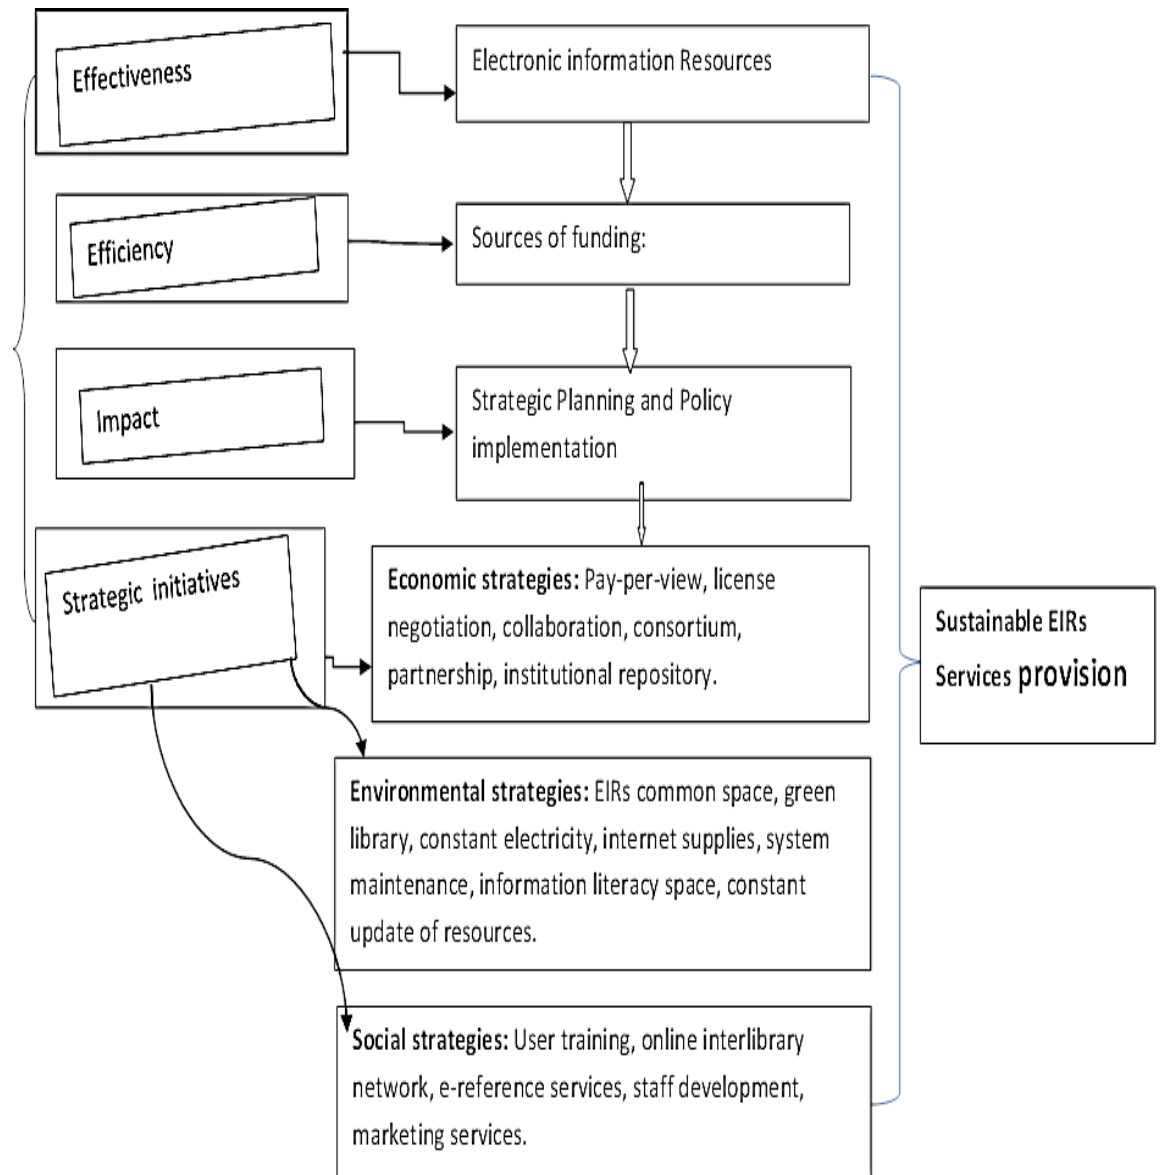 Effectiveness
Electronic information Resources
Efficiency
Sources of funding:
Impact
Strategic Planning and Policy
implementation
Strategic initiatives
Economic strategies: Pay-per-view, license
negotiation, collaboration, consortium,
partnership, institutional repository.
Sustainable EIRs
Services provision
Environmental strategies: EIRs common space, green
library, constant electricity, internet supplies, system
maintenance, information literacy space, constant
update of resources.
Social strategies: User training, online interlibrary
network, e-reference services, staff development,
marketing services.